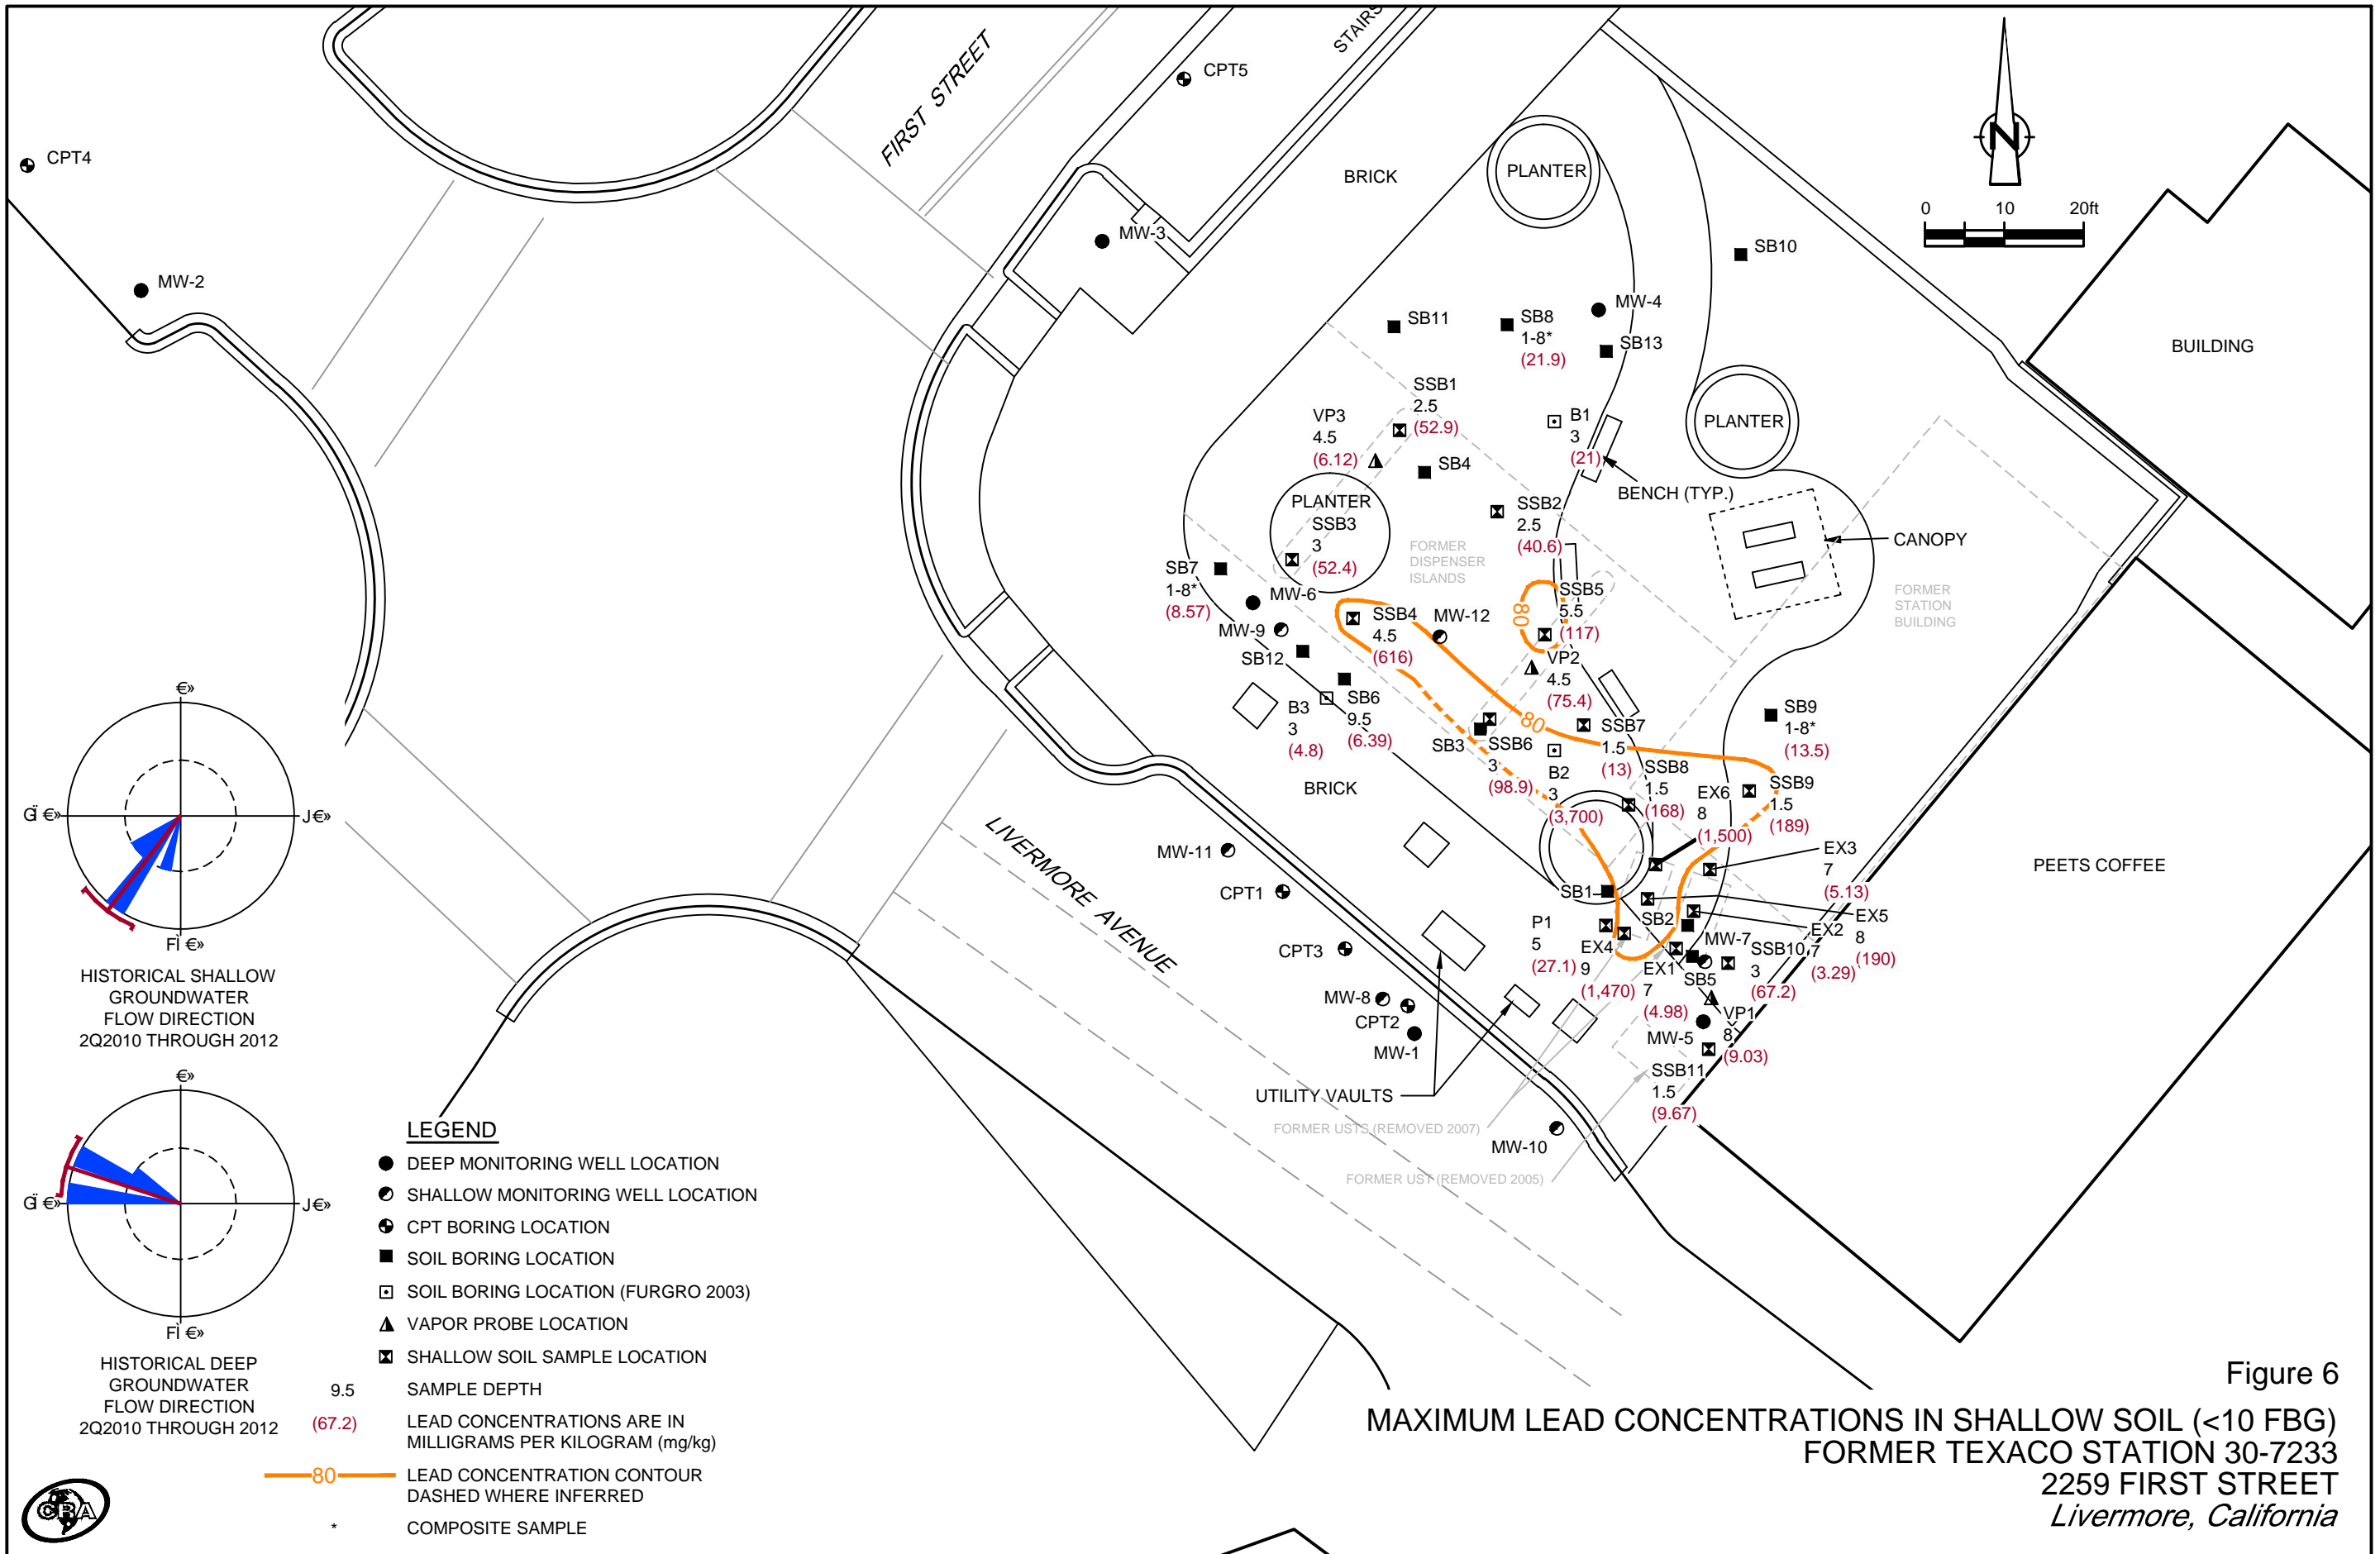 STAIRS
FIRST STREET
CPT5
CPT4
MW-3
MW-2
BRICK
PLANTER
N
0 10 20ft
SB10
BUILDING
MW-4
SB11
SB8
1-8*
(21.9)
SB13
SSB1
2.5
(52.9)
VP3
4.5
(6.12)
B1
3
(21)
SB4
PLANTER
BENCH (TYP.)
PLANTER
SSB3
3
(52.4)
SSB2
2.5
(40.6)
FORMER
DISPENSER
ISLANDS
CANOPY
SB7
1-8*
(8.57)
MW-6
FORMER
STATION
BUILDING
SSB5
5.5
(117)
80
SSB4
4.5
(616)
MW-12
MW-9
SB12
VP2
4.5
(75.4)
B3
3
(4.8)
SB6
9.5
(6.39)
80
SB9
1-8*
(13.5)
SB3
SSB6
3
(98.9)
SSB7
1.5
(13)
B2
3
(3,700)
SSB8
1.5
(168)
EX6
8
(1,500)
SSB9
1.5
(189)
BRICK
LIVERMORE AVENUE
MW-11
CPT1
CPT3
EX3
7
(5.13)
PEETS COFFEE
SB1
P1
5
(27.1)
EX4
9
(1,470)
SB2
EX5
8
(190)
EX2
7
(3.29)
MW-7
SSB10
3
(67.2)
EX1
7
(4.98)
SB5
MW-8
CPT2
MW-1
VP1
8
(9.03)
MW-5
SSB11
1.5
(9.67)
UTILITY VAULTS
FORMER USTS (REMOVED 2007)
MW-10
FORMER UST (REMOVED 2005)
€»
J€»
HISTORICAL SHALLOW
GROUNDWATER
FLOW DIRECTION
2Q2010 THROUGH 2012
€»
J€»
HISTORICAL DEEP
GROUNDWATER
FLOW DIRECTION
2Q2010 THROUGH 2012
LEGEND
DEEP MONITORING WELL LOCATION
SHALLOW MONITORING WELL LOCATION
CPT BORING LOCATION
SOIL BORING LOCATION
SOIL BORING LOCATION (FURGRO 2003)
VAPOR PROBE LOCATION
SHALLOW SOIL SAMPLE LOCATION
9.5 SAMPLE DEPTH
(67.2) LEAD CONCENTRATIONS ARE IN
MILLIGRAMS PER KILOGRAM (mg/kg)
80 LEAD CONCENTRATION CONTOUR
DASHED WHERE INFERRED
* COMPOSITE SAMPLE
CRA
Figure 6
MAXIMUM LEAD CONCENTRATIONS IN SHALLOW SOIL (<10 FBG)
FORMER TEXACO STATION 30-7233
2259 FIRST STREET
Livermore, California